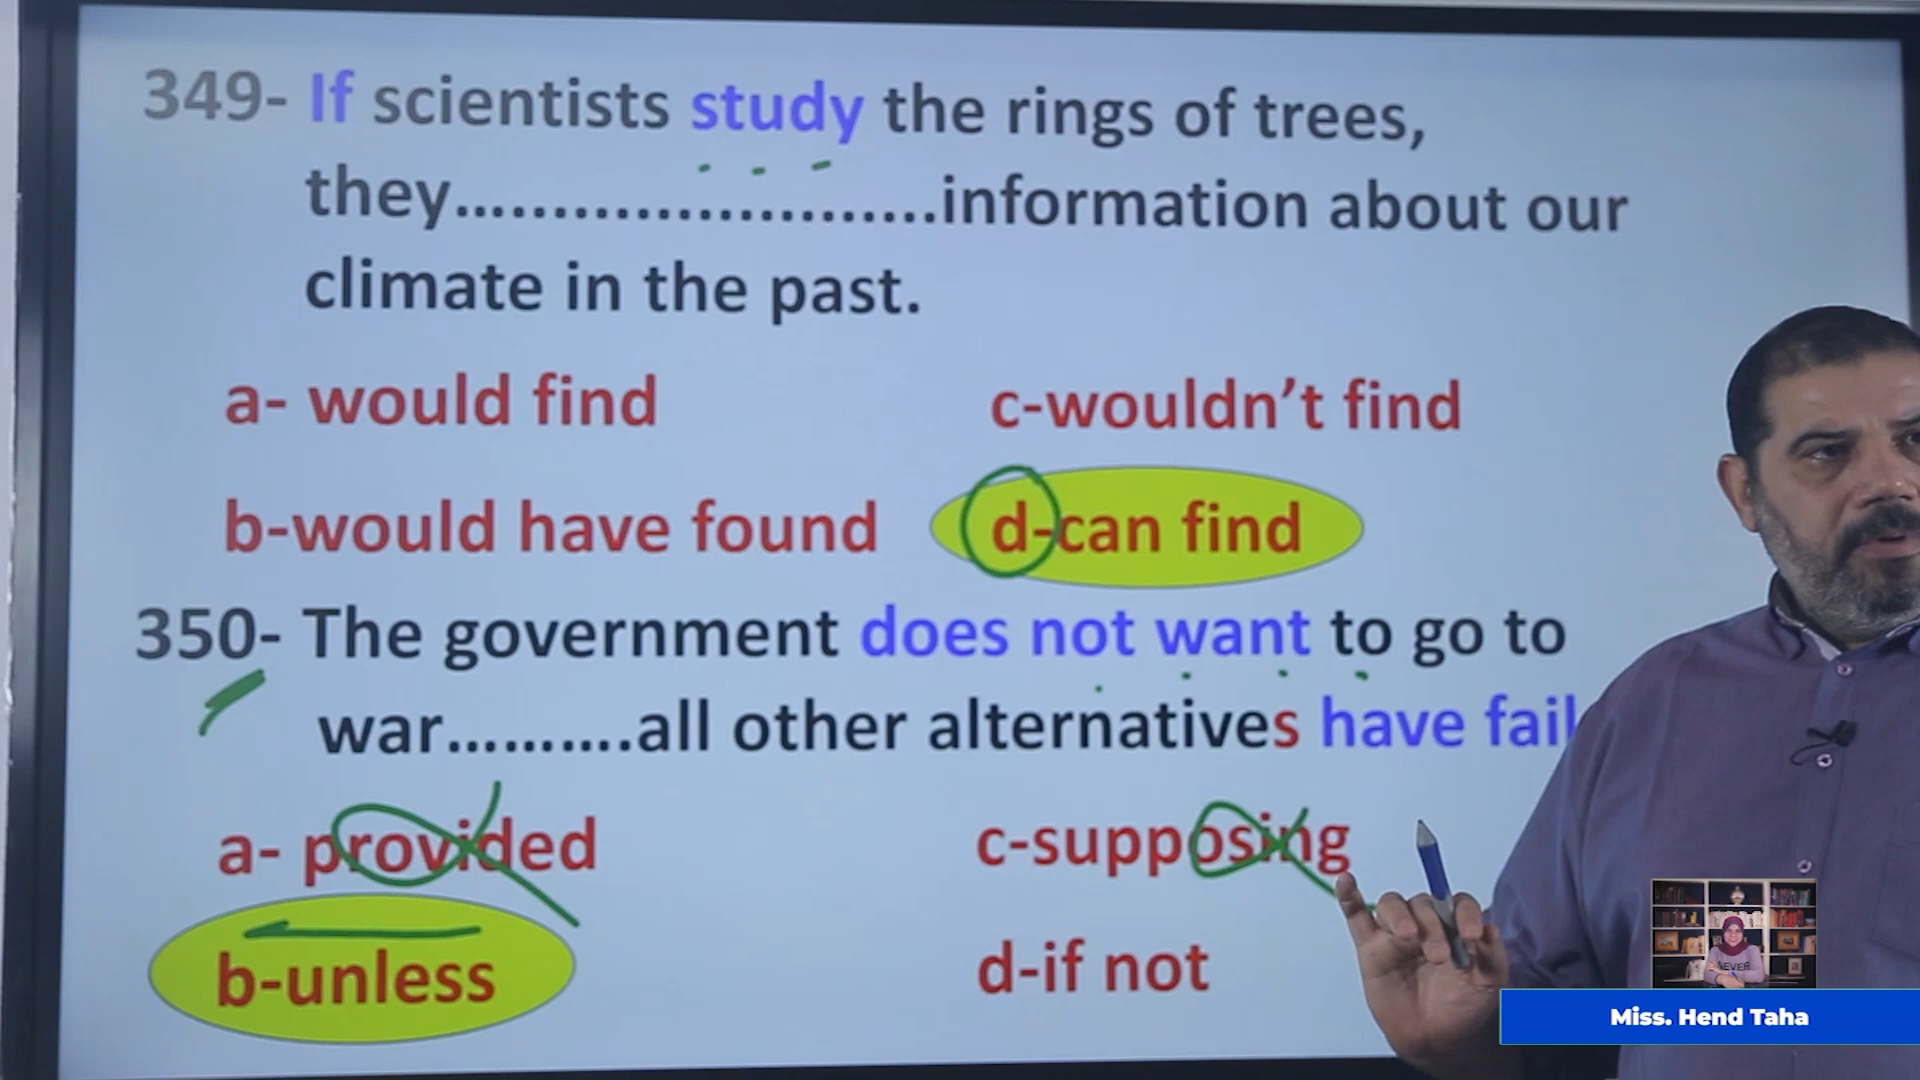 349- If scientists study the rings of trees,
they........................information about our
climate in the past.
a- would find
c-wouldn't find
b-would have found
d-can find
350- The government does not want to go to
war..........all other alternatives have fail
a- provided
c-supposing
b-unless
d-if not
Miss. Hend Taha